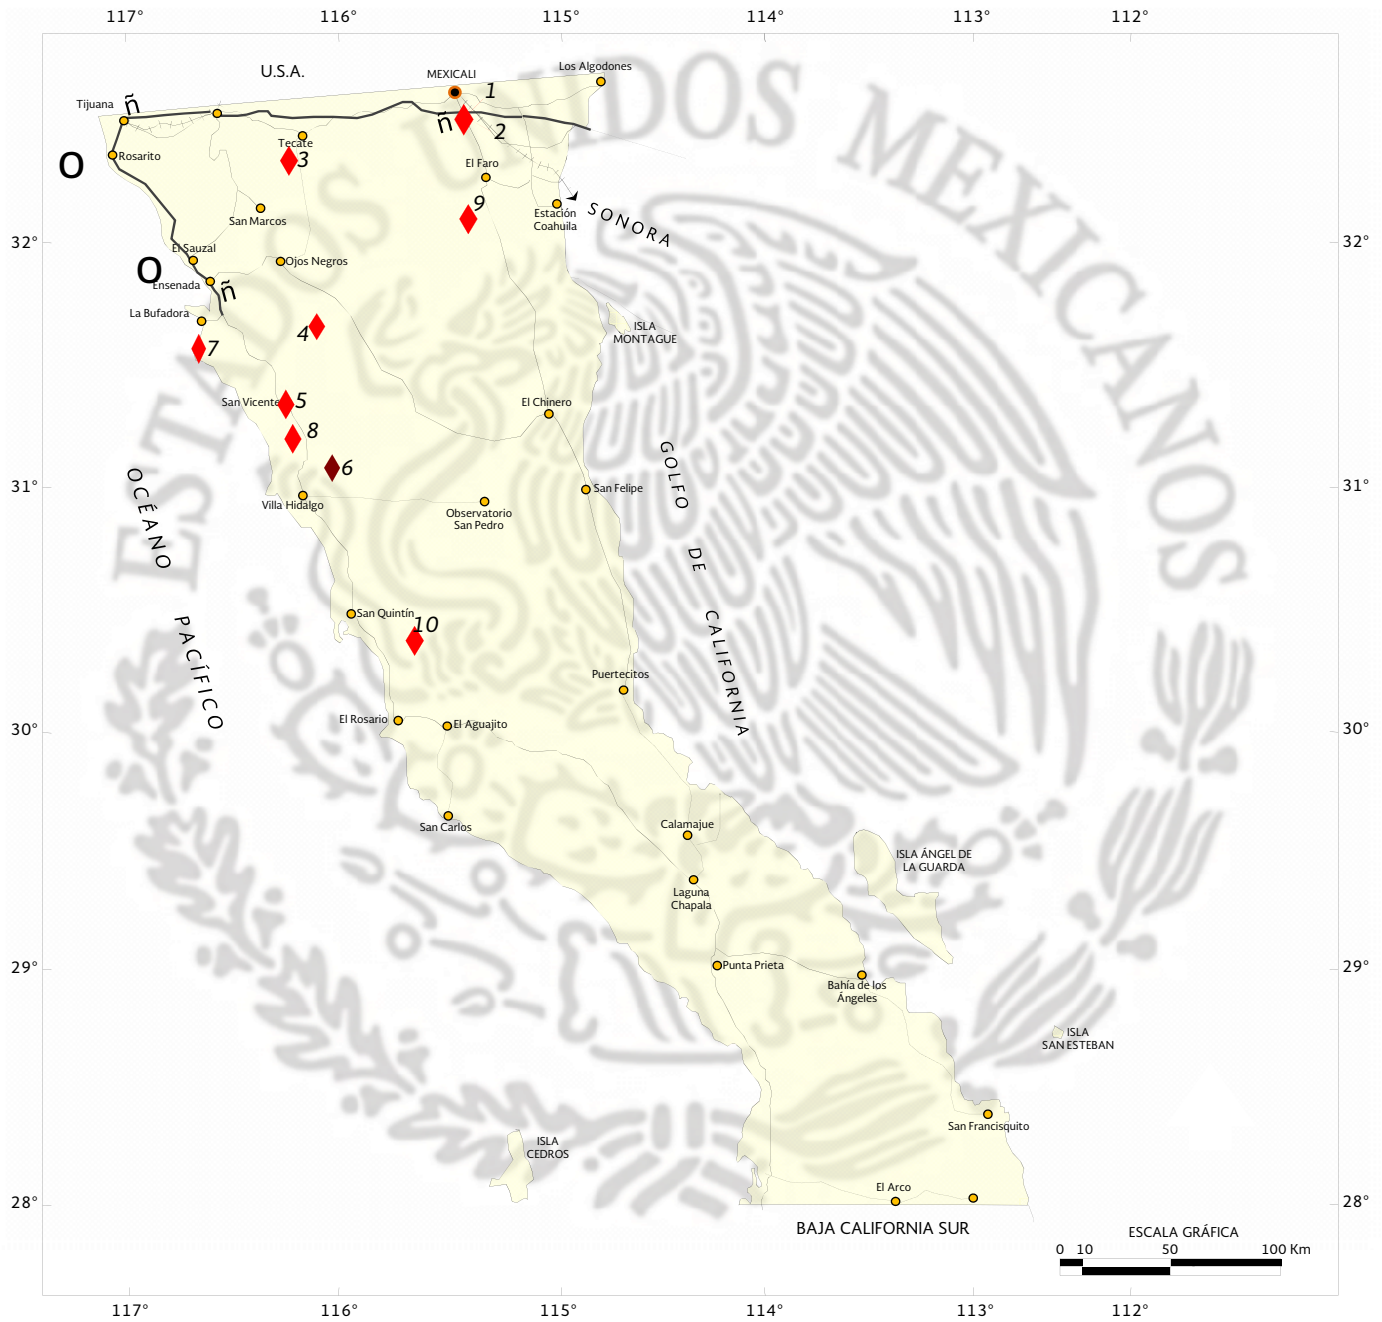 117°
116°
115°
114°
113°
112°
ESTADOS UNIDOS MEXICANOS
U.S.A.
MEXICALI
Los Algodones
1
Tijuana
ñ
ñ
2
Tecate
3
O
Rosarito
El Faro
9
Estación
Coahuila
SONORA
San Marcos
32°
32°
El Sauzal
O
Ojos Negros
Ensenada
ñ
La Bufadora
4
ISLA
MONTAGUE
7
San Vicente
5
El Chinero
8
6
OCÉANO PACÍFICO
GOLFO DE CALIFORNIA
31°
31°
San Felipe
Villa Hidalgo
Observatorio
San Pedro
San Quintín
10
Puertecitos
El Rosario
El Aguajito
30°
30°
San Carlos
Calamajue
ISLA ÁNGEL DE
LA GUARDA
Laguna
Chapala
29°
29°
Punta Prieta
Bahía de los
Ángeles
ISLA
SAN ESTEBAN
San Francisquito
ISLA
CEDROS
El Arco
28°
28°
BAJA CALIFORNIA SUR
ESCALA GRÁFICA
0 10 50 100 Km
117°
116°
115°
114°
113°
112°